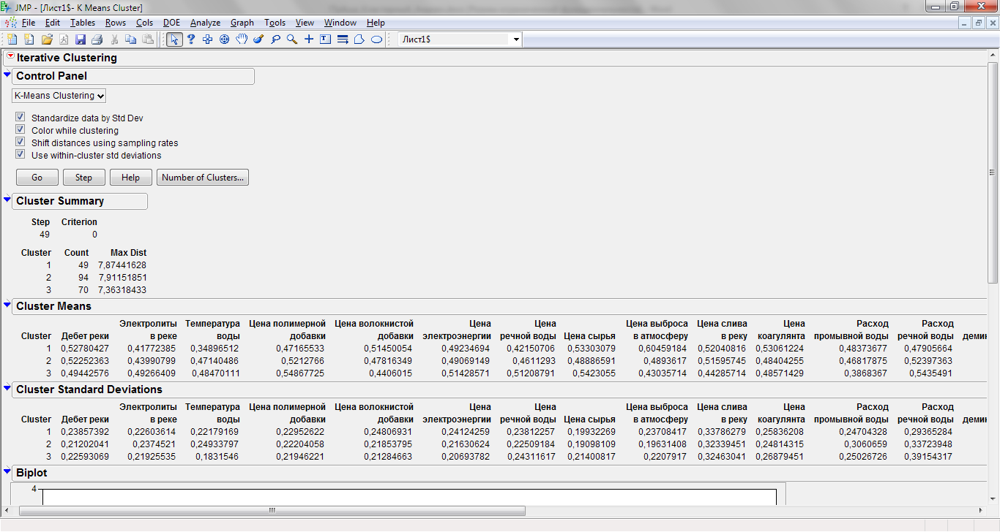 JMP - [Лист1$- K Means Cluster]
File Edit Tables Rows Cols DOE Analyze Graph Tools View Window Help
Лист1$
Iterative Clustering
Control Panel
K-Means Clustering
Standardize data by Std Dev
Color while clustering
Shift distances using sampling rates
Use within-cluster std deviations
Go Step Help Number of Clusters...
Cluster Summary
Step Criterion
49 0
Cluster Count Max Dist
1 49 7,87441628
2 94 7,91151851
3 70 7,36318433
Cluster Means
Электролиты Температура Цена полимерной Цена волокнистой Цена Цена Цена выброса Цена слива Цена Расход Расход
Cluster Дебет реки в реке воды добавки добавки электроэнергии речной воды Цена сырья в атмосферу в реку коагулянта промывной воды речной воды
1 0,52780427 0,41772385 0,34896512 0,47165533 0,51450054 0,49234694 0,42150706 0,53303079 0,60459184 0,52040816 0,53061224 0,48373677 0,47905664
2 0,52252363 0,43990799 0,47140486 0,5212766 0,47816349 0,49069149 0,4611293 0,48886591 0,4893617 0,51595745 0,48404255 0,46817875 0,52397363
3 0,49442576 0,49266409 0,48470111 0,54867725 0,4406015 0,51428571 0,51208791 0,5423055 0,43035714 0,44285714 0,48571429 0,3868367 0,5435491
Cluster Standard Deviations
Электролиты Температура Цена полимерной Цена волокнистой Цена Цена Цена выброса Цена слива Цена Расход Расход
Cluster Дебет реки в реке воды добавки добавки электроэнергии речной воды Цена сырья в атмосферу в реку коагулянта промывной воды речной воды
1 0,23857392 0,22603614 0,22179169 0,22952622 0,24806931 0,24124259 0,23812257 0,19932269 0,23708417 0,33786279 0,25836208 0,24704328 0,29365284
2 0,21202041 0,2374521 0,24933797 0,22204058 0,21853795 0,21630624 0,22509184 0,19098109 0,19631408 0,32339451 0,24814315 0,3060659 0,33723948
3 0,22593069 0,21925535 0,1831546 0,21946221 0,21284663 0,20693782 0,24311617 0,21400817 0,2207917 0,32463041 0,26879451 0,25026726 0,39154317
Biplot
4